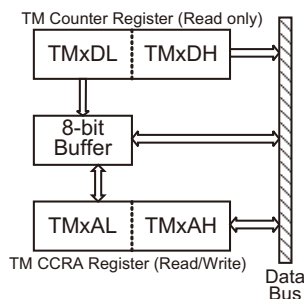 TM Counter Register (Read only)
TMxDL TMxDH
8-bit
Buffer
TMxAL TMxAH
TM CCRA Register (Read/Write)
Data
Bus